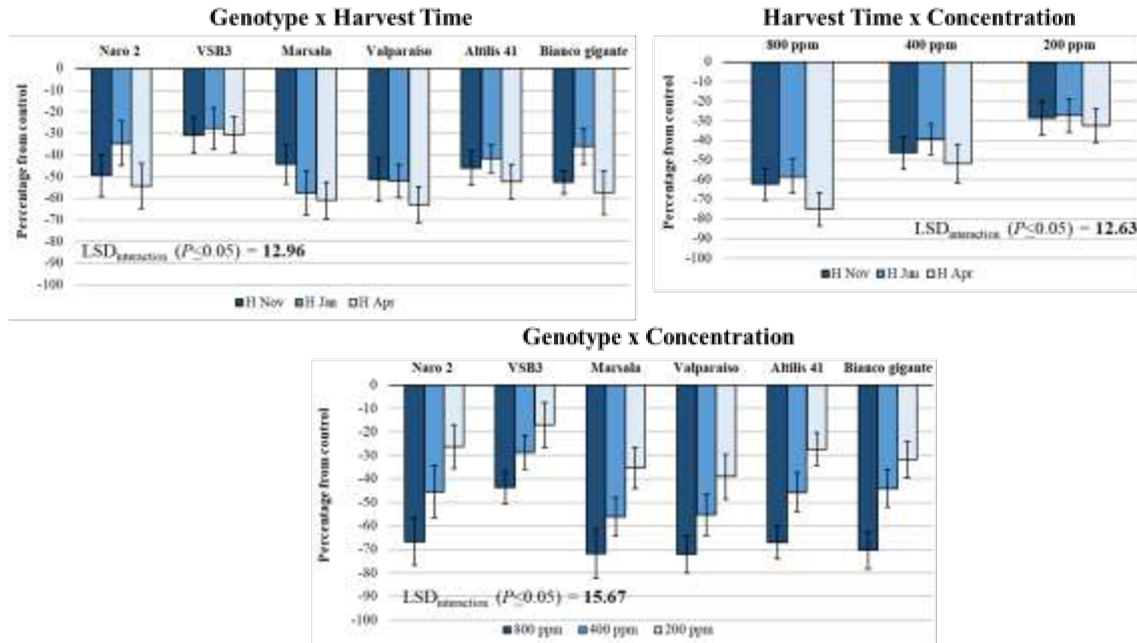 Genotype x Harvest Time
Naro 2 VSB3 Marsala Valparaiso Altilis 41 Bianco gigante
Percentage from control
0
-10
-20
-30
-40
-50
-60
-70
-80
-90
-100
LSDinteraction (P≤0.05) = 12.96
H Nov H Jan H Apr
Harvest Time x Concentration
800 ppm 400 ppm 200 ppm
Percentage from control
0
-10
-20
-30
-40
-50
-60
-70
-80
-90
-100
LSDinteraction (P≤0.05) = 12.63
H Nov H Jan H Apr
Genotype x Concentration
Naro 2 VSB3 Marsala Valparaiso Altilis 41 Bianco gigante
Percentage from control
0
-10
-20
-30
-40
-50
-60
-70
-80
-90
-100
LSDinteraction (P≤0.05) = 15.67
800 ppm 400 ppm 200 ppm